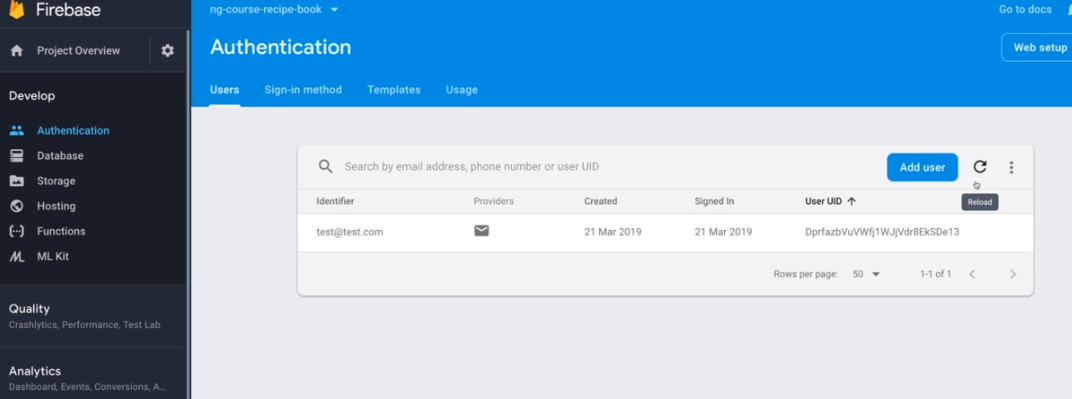 Firebase
ng-course-recipe-book
Go to docs
Project Overview
Authentication
Web setup
Users Sign-in method Templates Usage
Develop
Authentication
Database
Storage
Hosting
Functions
ML Kit
Quality
Crashlytics, Performance, Test Lab
Analytics
Dashboard, Events, Conversions, A...
Search by email address, phone number or user UID
Add user
Reload
Identifier Providers Created Signed In User UID
test@test.com 21 Mar 2019 21 Mar 2019 DprfazbVuVWfj1WJjVdr8EkSDe13
Rows per page: 50 1-1 of 1